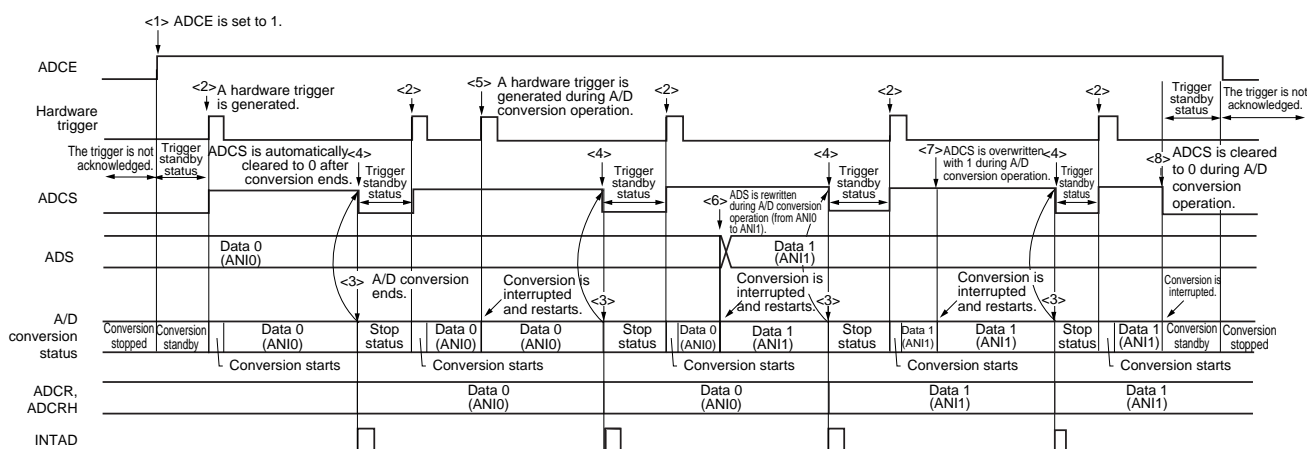 <1> ADCE is set to 1.
ADCE
<2> A hardware trigger
is generated.
<2>
<5> A hardware trigger is
generated during A/D
conversion operation.
<2>
<2>
<2>
Trigger
standby
status
The trigger is not
acknowledged.
Hardware
trigger
The trigger is not
acknowledged.
Trigger
standby
status
ADCS is automatically
cleared to 0 after
conversion ends.
<4>
Trigger
standby
status
<4>
Trigger
standby
status
<4>
Trigger
standby
status
<7> ADCS is overwritten
with 1 during A/D
conversion operation.
<4>
Trigger
standby
status
<8> ADCS is cleared
to 0 during A/D
conversion
operation.
ADCS
<6> ADS is rewritten
during A/D conversion
operation (from ANI0
to ANI1).
ADS
Data 0
(ANI0)
Data 1
(ANI1)
<3> A/D conversion
ends.
Conversion is
interrupted
and restarts.
<3>
Conversion is
interrupted
and restarts.
<3>
Conversion is
interrupted
and restarts.
<3>
Conversion is
interrupted.
A/D
conversion
status
Conversion
stopped
Conversion
standby
Data 0
(ANI0)
Stop
status
Data 0
(ANI0)
Data 0
(ANI0)
Stop
status
Data 0
(ANI0)
Data 1
(ANI1)
Stop
status
Data 1
(ANI1)
Data 1
(ANI1)
Stop
status
Data 1
(ANI1)
Conversion
standby
Conversion
stopped
Conversion starts
Conversion starts
Conversion starts
Conversion starts
Conversion starts
ADCR,
ADCRH
Data 0
(ANI0)
Data 0
(ANI0)
Data 1
(ANI1)
Data 1
(ANI1)
INTAD